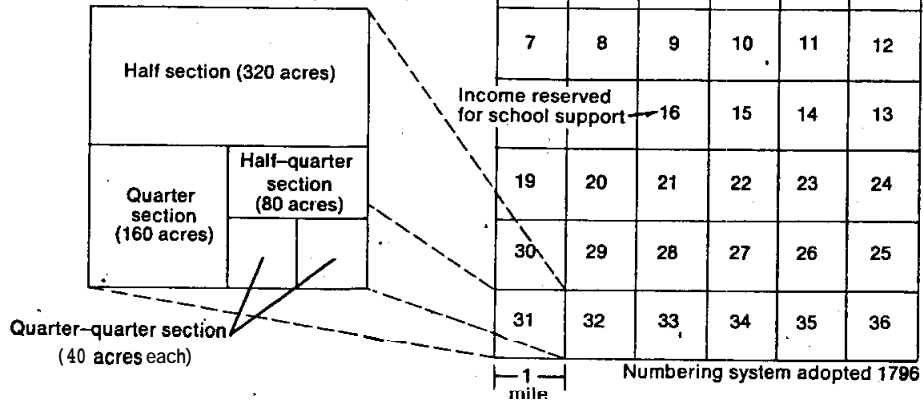 7 8 9 10 11 12
Half section (320 acres)
Income reserved
for school support
16 15 14 13
Half–quarter
section
(80 acres)
Quarter
section
(160 acres)
19 20 21 22 23 24
30 29 28 27 26 25
Quarter–quarter section
(40 acres each)
31 32 33 34 35 36
1
mile
Numbering system adopted 1796